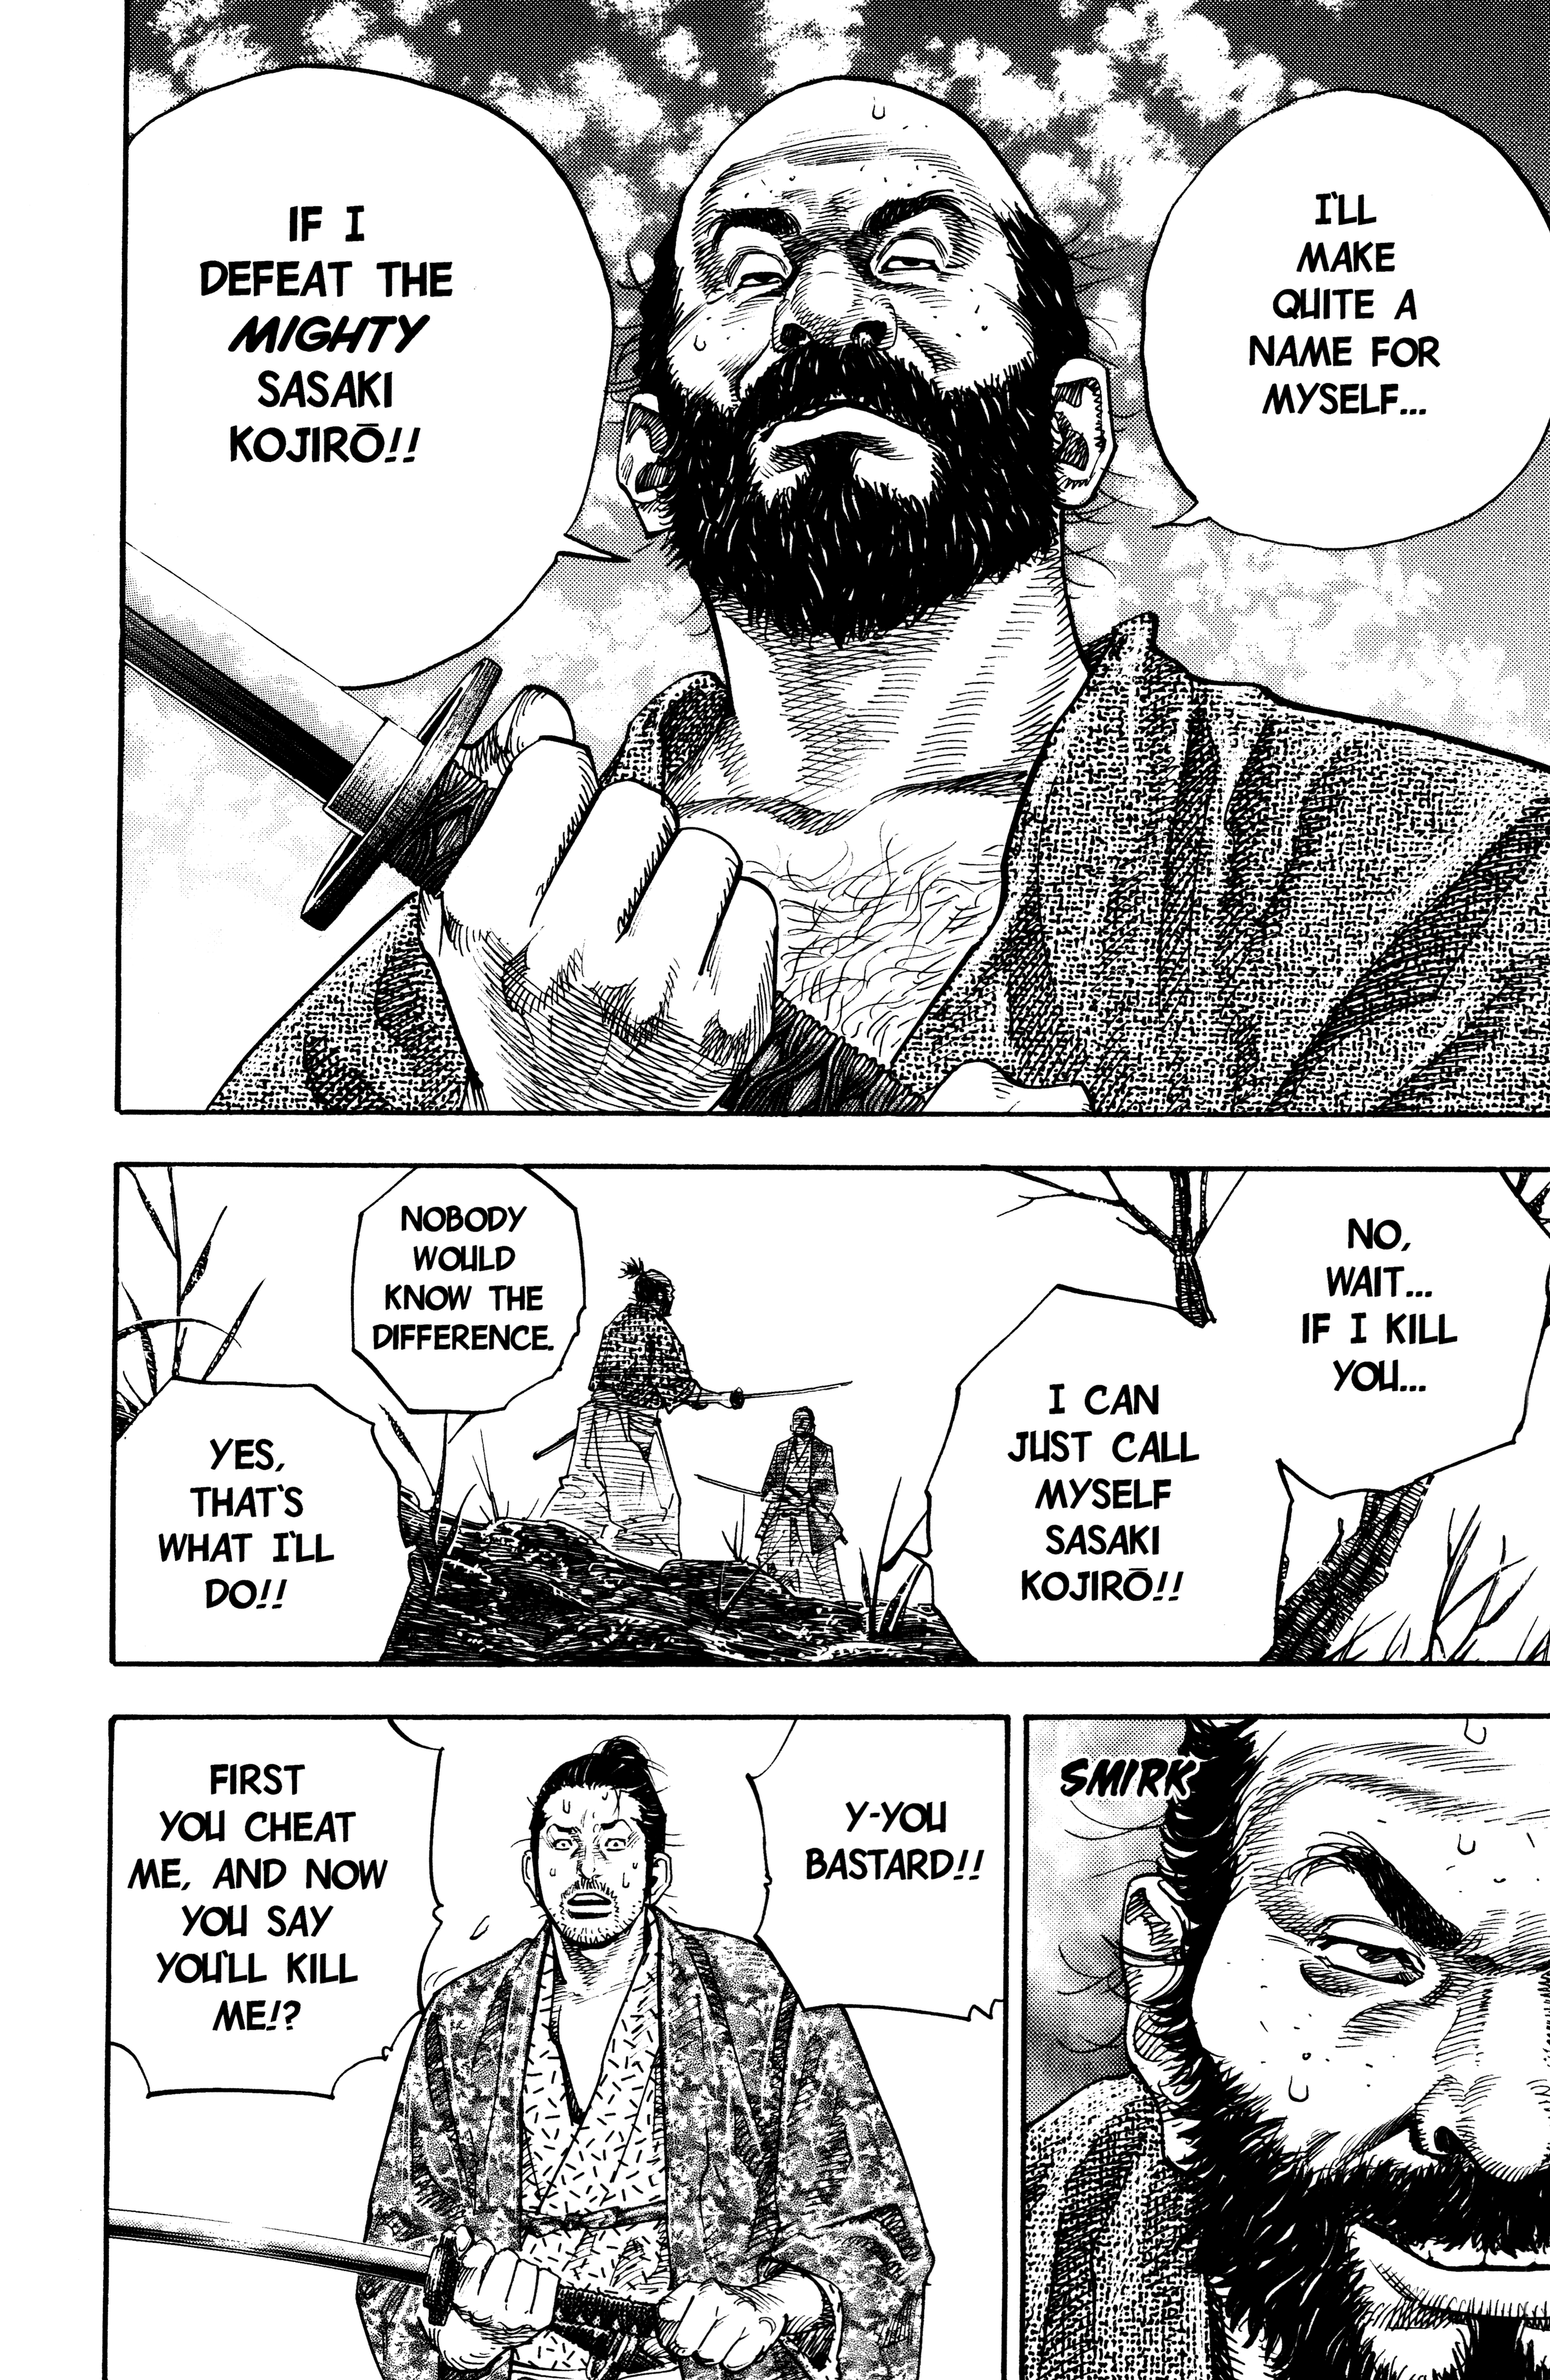 I'LL
MAKE
QUITE A
NAME FOR
MYSELF...
IF I
DEFEAT THE
MIGHTY
SASAKI
KOJIRŌ!!
NO,
WAIT...
IF I KILL
YOU...
I CAN
JUST CALL
MYSELF
SASAKI
KOJIRŌ!!
NOBODY
WOULD
KNOW THE
DIFFERENCE.
YES,
THAT'S
WHAT I'LL
DO!!
SMIRK
Y-YOU
BASTARD!!
FIRST
YOU CHEAT
ME, AND NOW
YOU SAY
YOU'LL KILL
ME!?